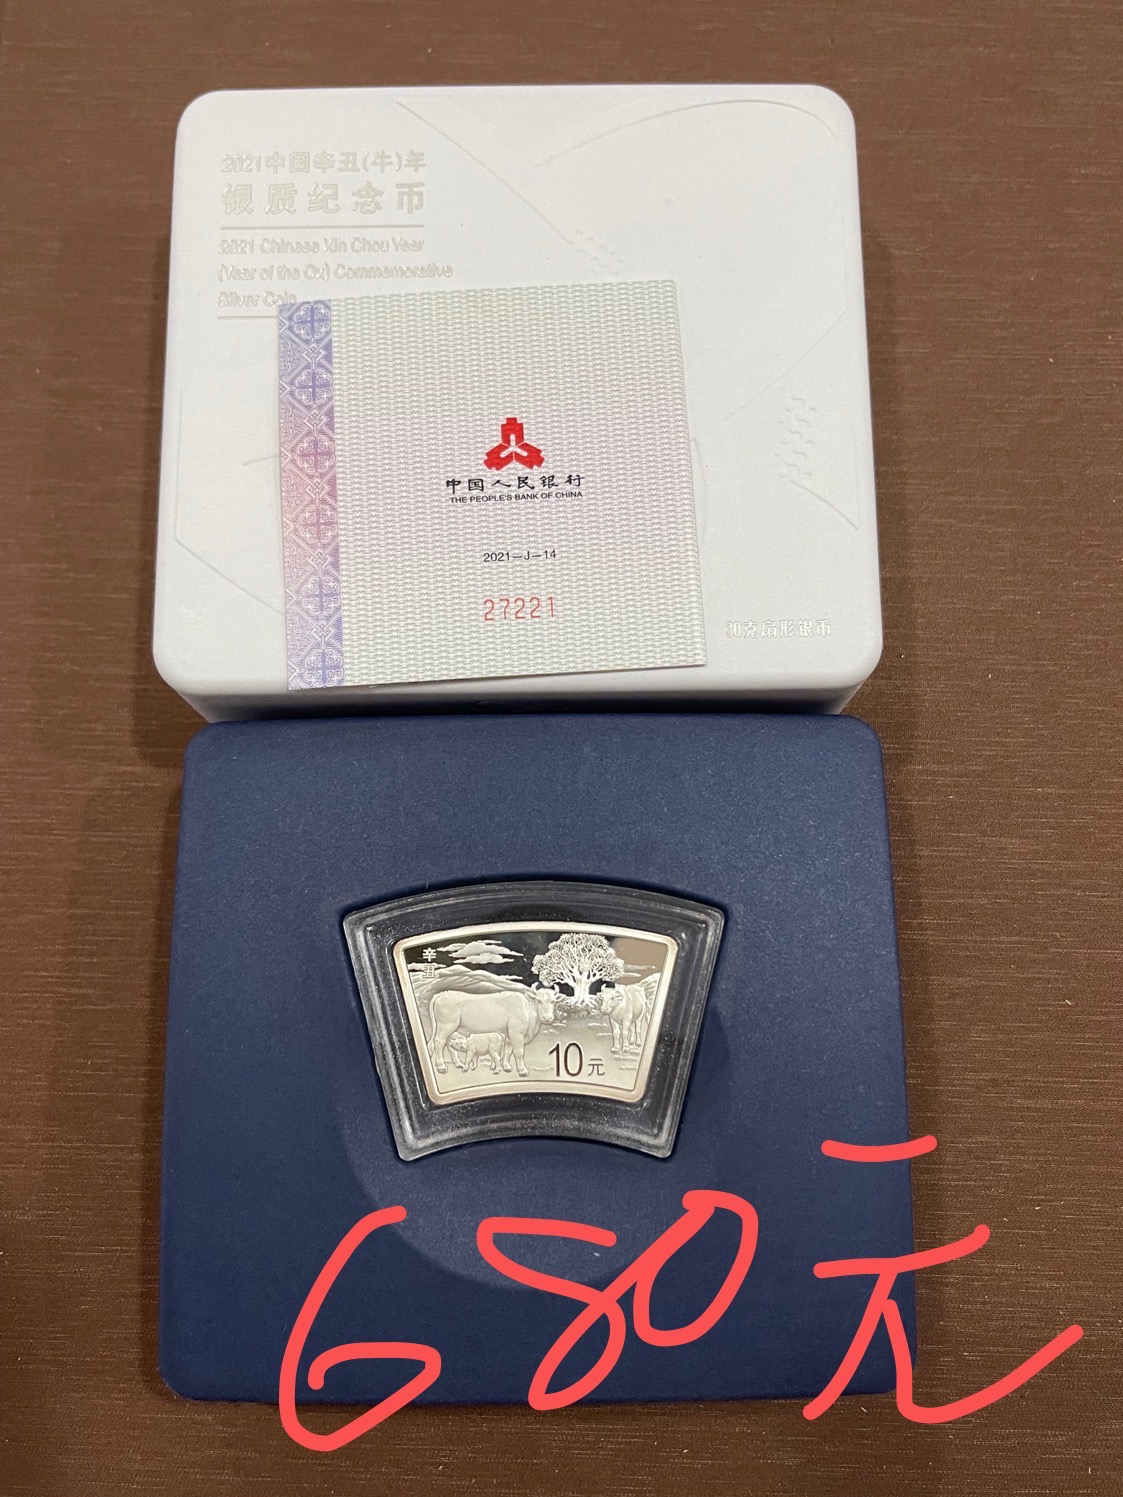 2021中国辛丑(牛)年
银质纪念币
2021 Chinese Xin Chou Year
(Year of the Ox) Commemorative
Silver Coin
中国人民银行
THE PEOPLE'S BANK OF CHINA
2021—J—14
27221
30克扇形银币
辛丑
10元
680元